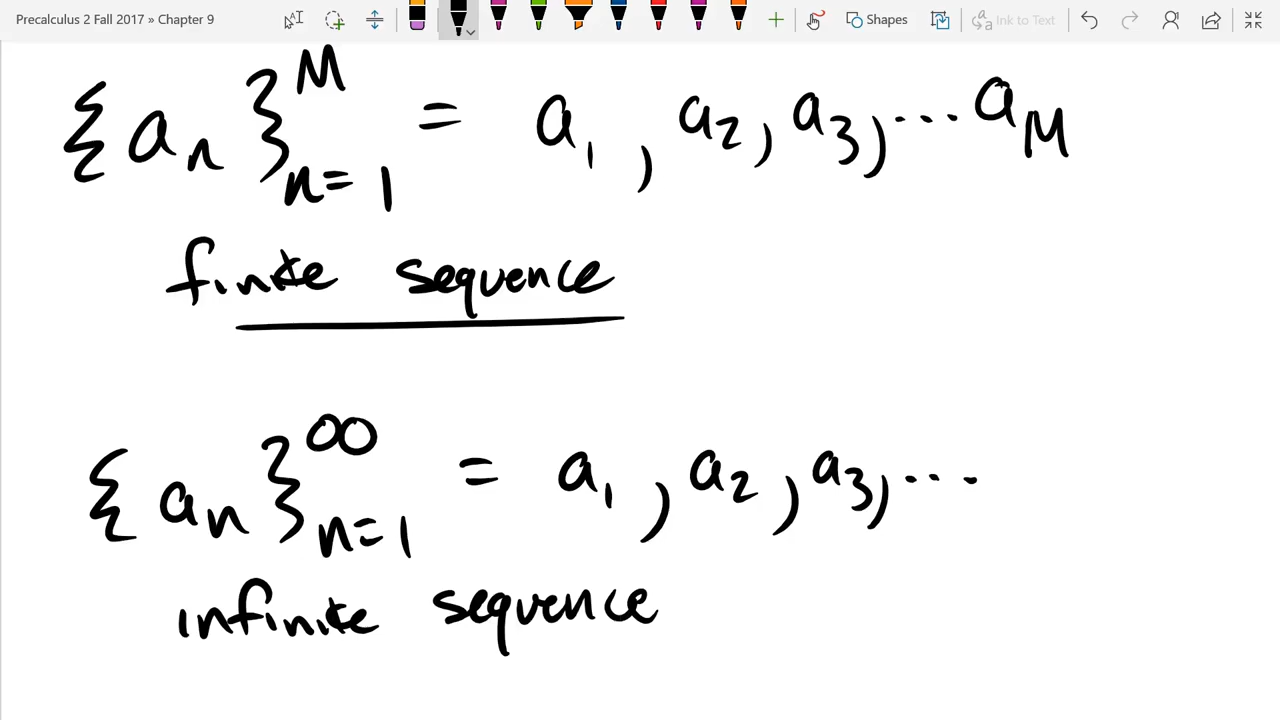 Precalculus 2 Fall 2017 » Chapter 9 Shapes Ink to Text
{a_n}_{n=1}^{M} = a_1, a_2, a_3, ... a_M
finite sequence
{a_n}_{n=1}^{∞} = a_1, a_2, a_3, ...
infinite sequence